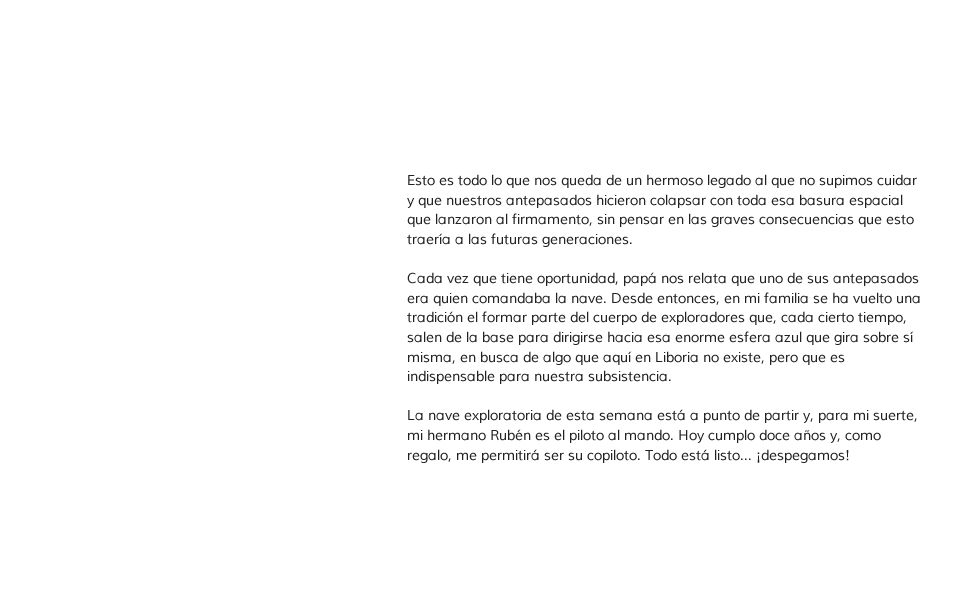 Esto es todo lo que nos queda de un hermoso legado al que no supimos cuidar
y que nuestros antepasados hicieron colapsar con toda esa basura espacial
que lanzaron al firmamento, sin pensar en las graves consecuencias que esto
traería a las futuras generaciones.
Cada vez que tiene oportunidad, papá nos relata que uno de sus antepasados
era quien comandaba la nave. Desde entonces, en mi familia se ha vuelto una
tradición el formar parte del cuerpo de exploradores que, cada cierto tiempo,
salen de la base para dirigirse hacia esa enorme esfera azul que gira sobre sí
misma, en busca de algo que aquí en Liboria no existe, pero que es
indispensable para nuestra subsistencia.
La nave exploratoria de esta semana está a punto de partir y, para mi suerte,
mi hermano Rubén es el piloto al mando. Hoy cumplo doce años y, como
regalo, me permitirá ser su copiloto. Todo está listo... ¡despegamos!